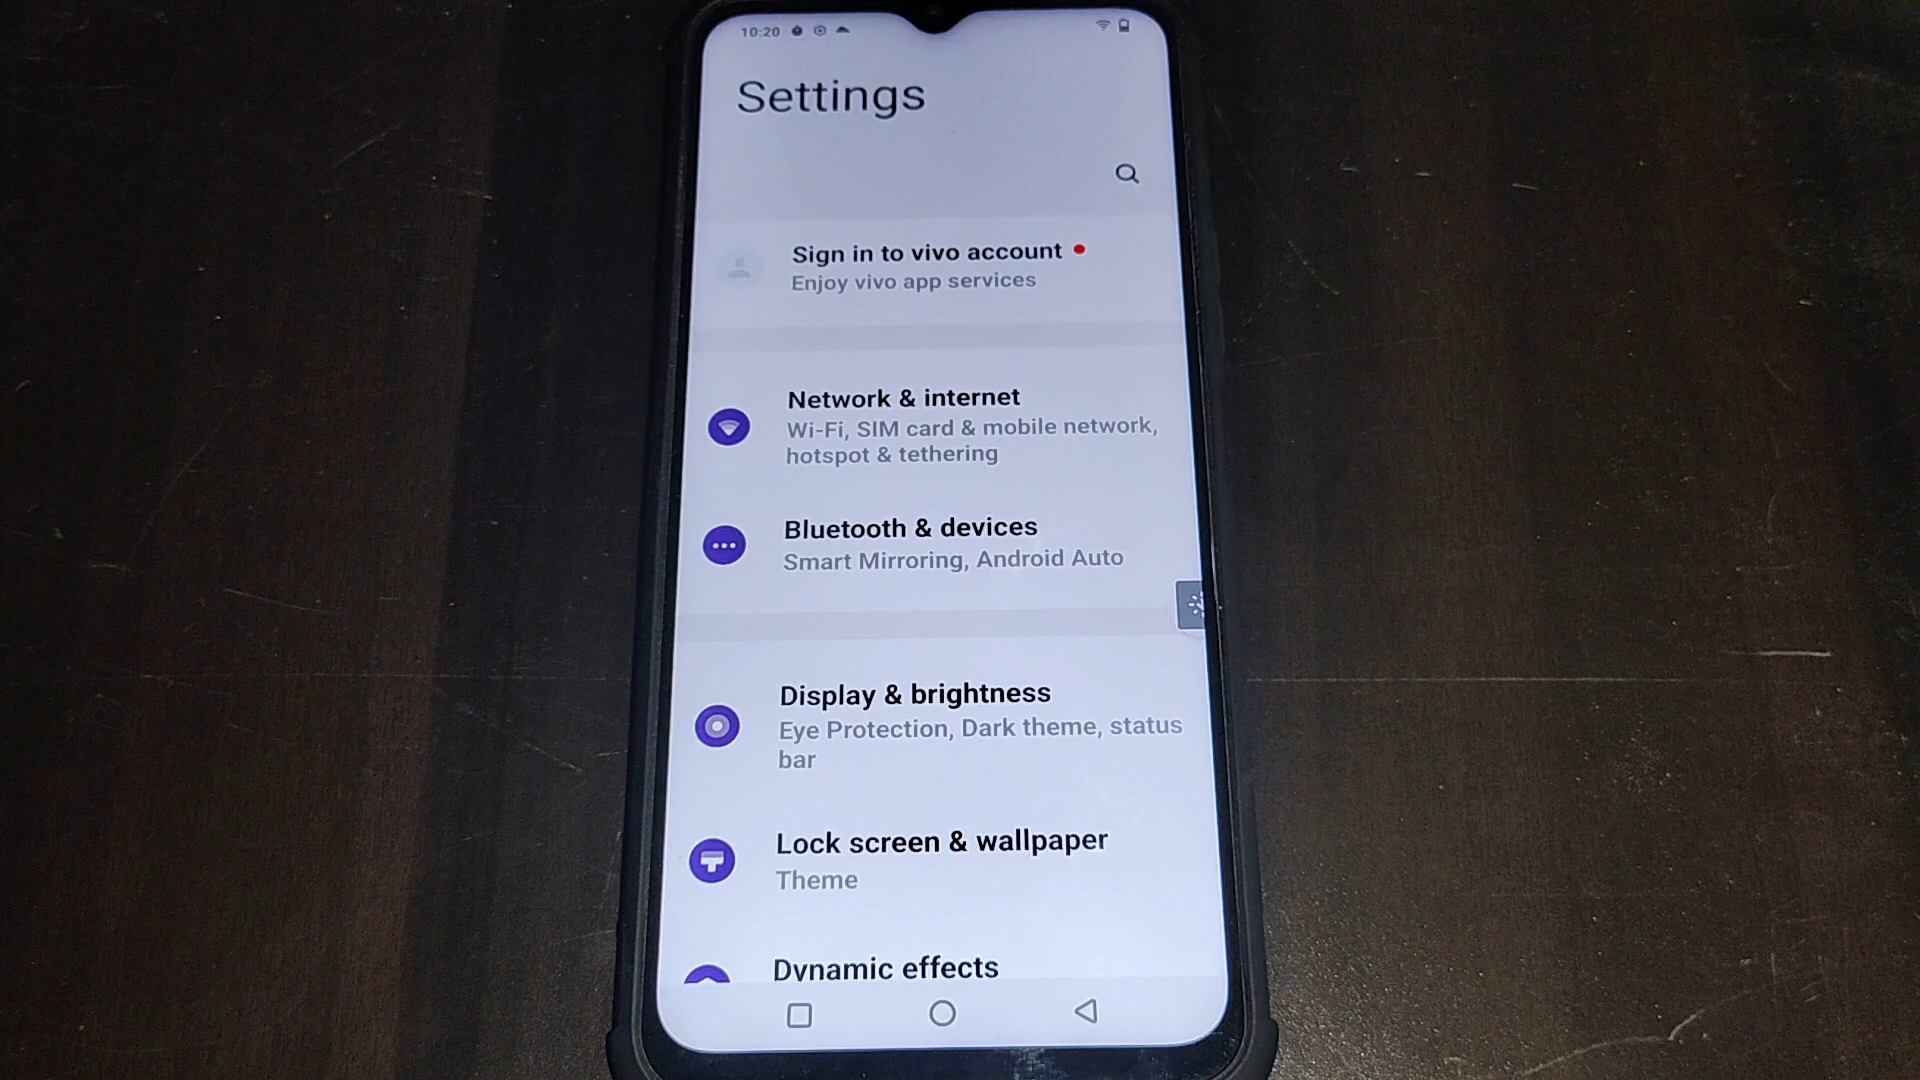 10:20
Settings
Sign in to vivo account
Enjoy vivo app services
Network & internet
Wi-Fi, SIM card & mobile network,
hotspot & tethering
Bluetooth & devices
Smart Mirroring, Android Auto
Display & brightness
Eye Protection, Dark theme, status
bar
Lock screen & wallpaper
Theme
Dynamic effects